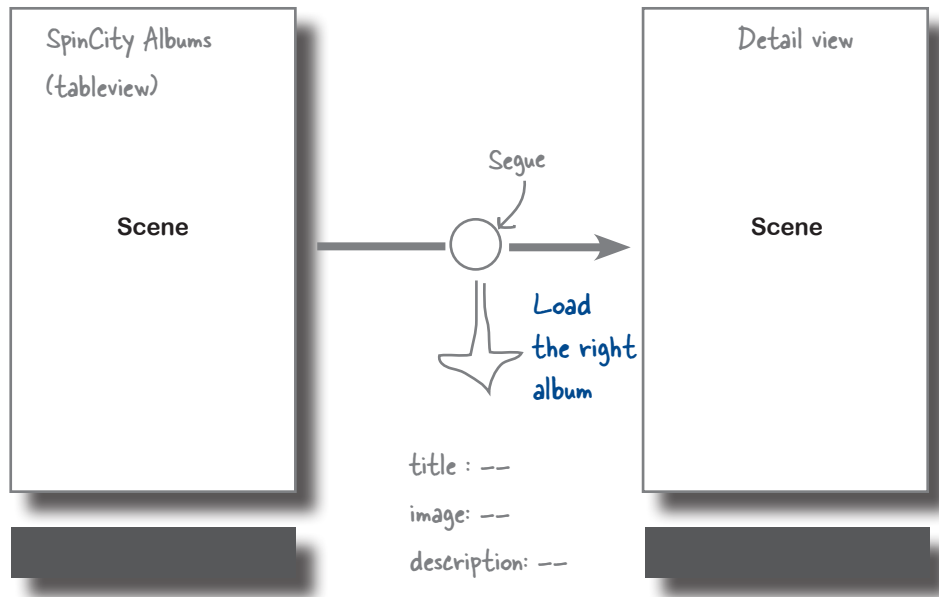 SpinCity Albums
(tableview)
Scene
Segue
Load
the right
album
title : --
image: --
description: --
Detail view
Scene